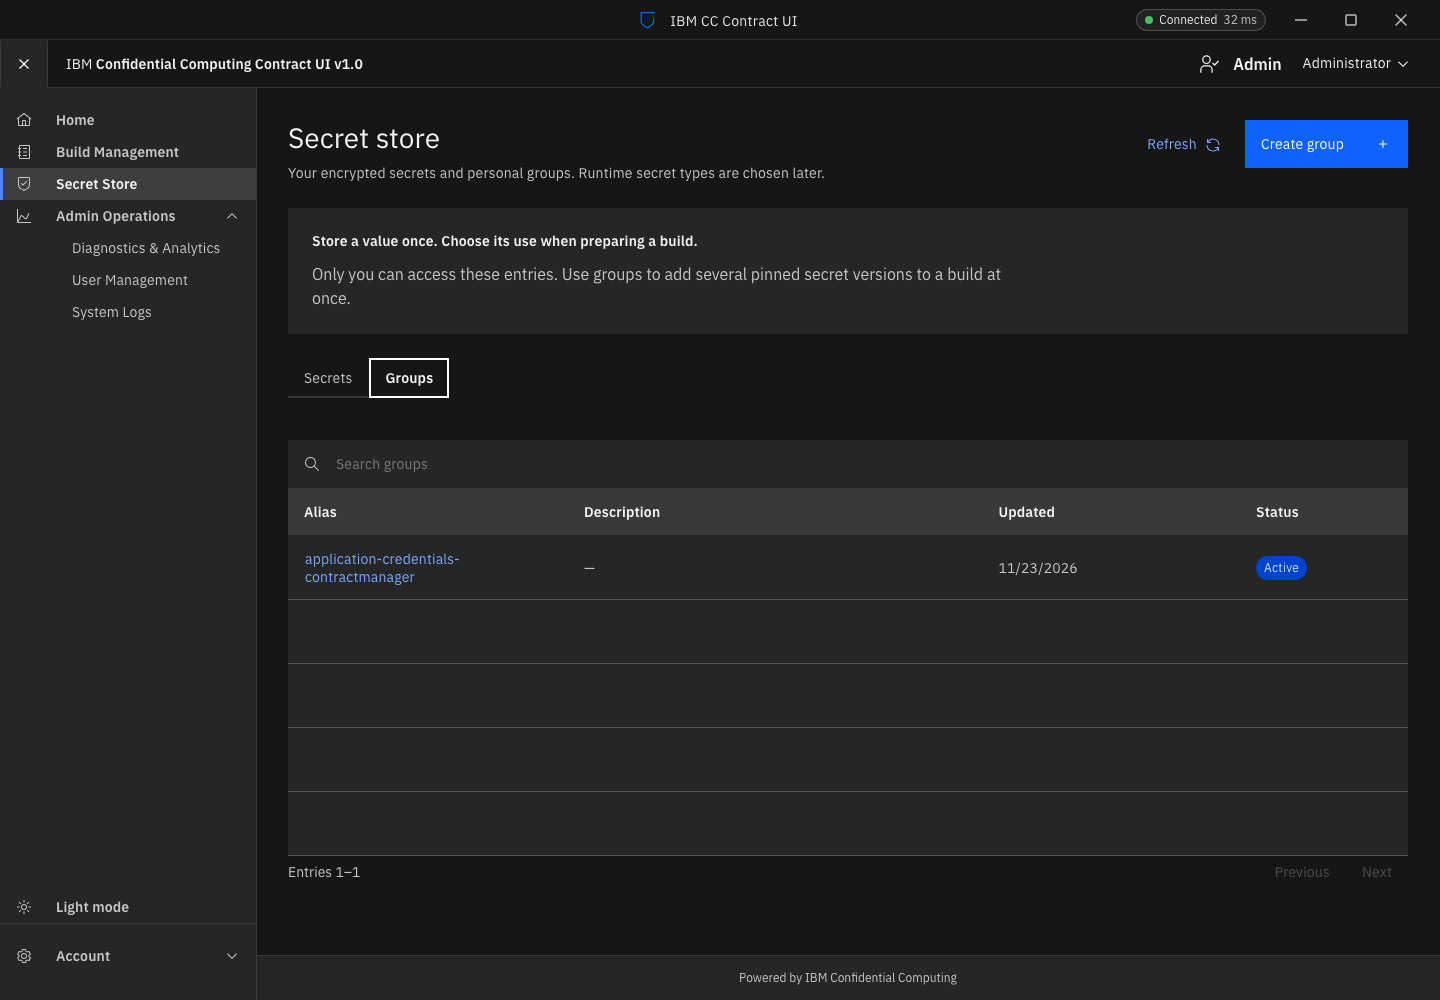 IBM CC Contract UI
Connected 32 ms
IBM Confidential Computing Contract UI v1.0
Admin
Administrator
Home
Build Management
Secret Store
Admin Operations
Diagnostics & Analytics
User Management
System Logs
Light mode
Account
Secret store
Your encrypted secrets and personal groups. Runtime secret types are chosen later.
Refresh
Create group +
Store a value once. Choose its use when preparing a build.
Only you can access these entries. Use groups to add several pinned secret versions to a build at
once.
Secrets Groups
Search groups
Alias Description Updated Status
application-credentials-
contractmanager
— 11/23/2026 Active
Entries 1–1
Previous Next
Powered by IBM Confidential Computing